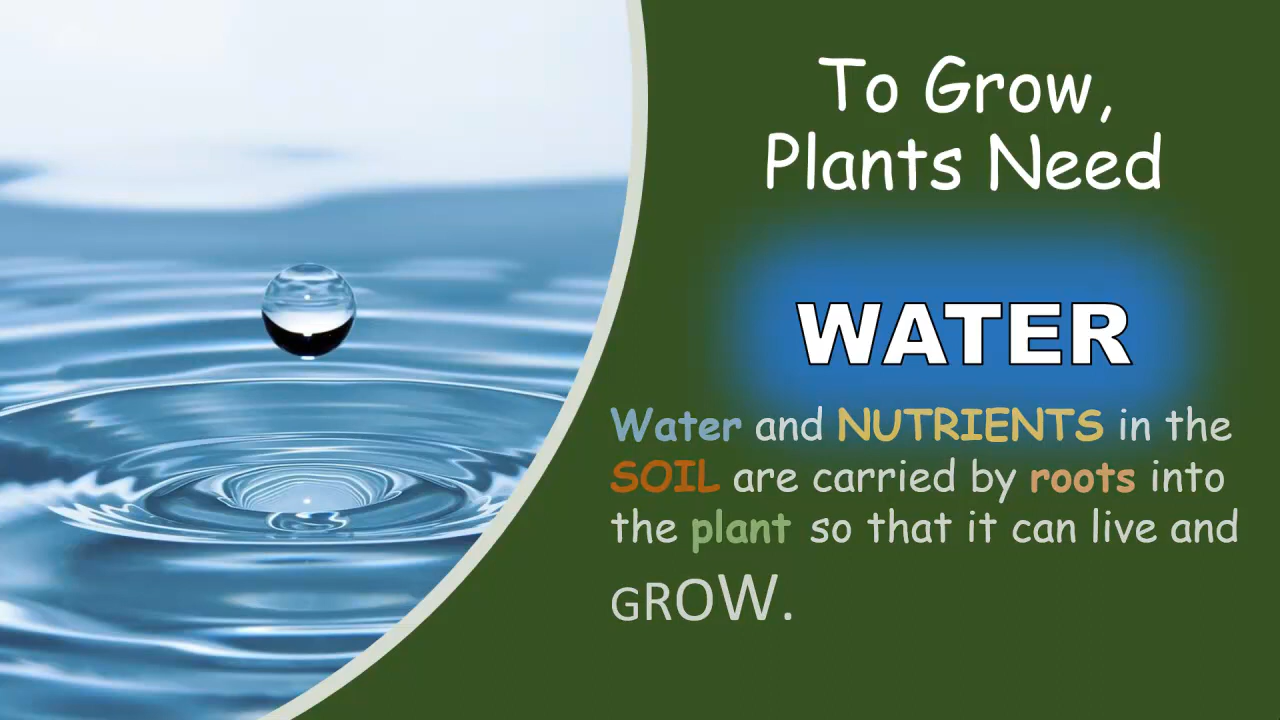 To Grow,
Plants Need
WATER
Water and NUTRIENTS in the
SOIL are carried by roots into
the plant so that it can live and
GROW.